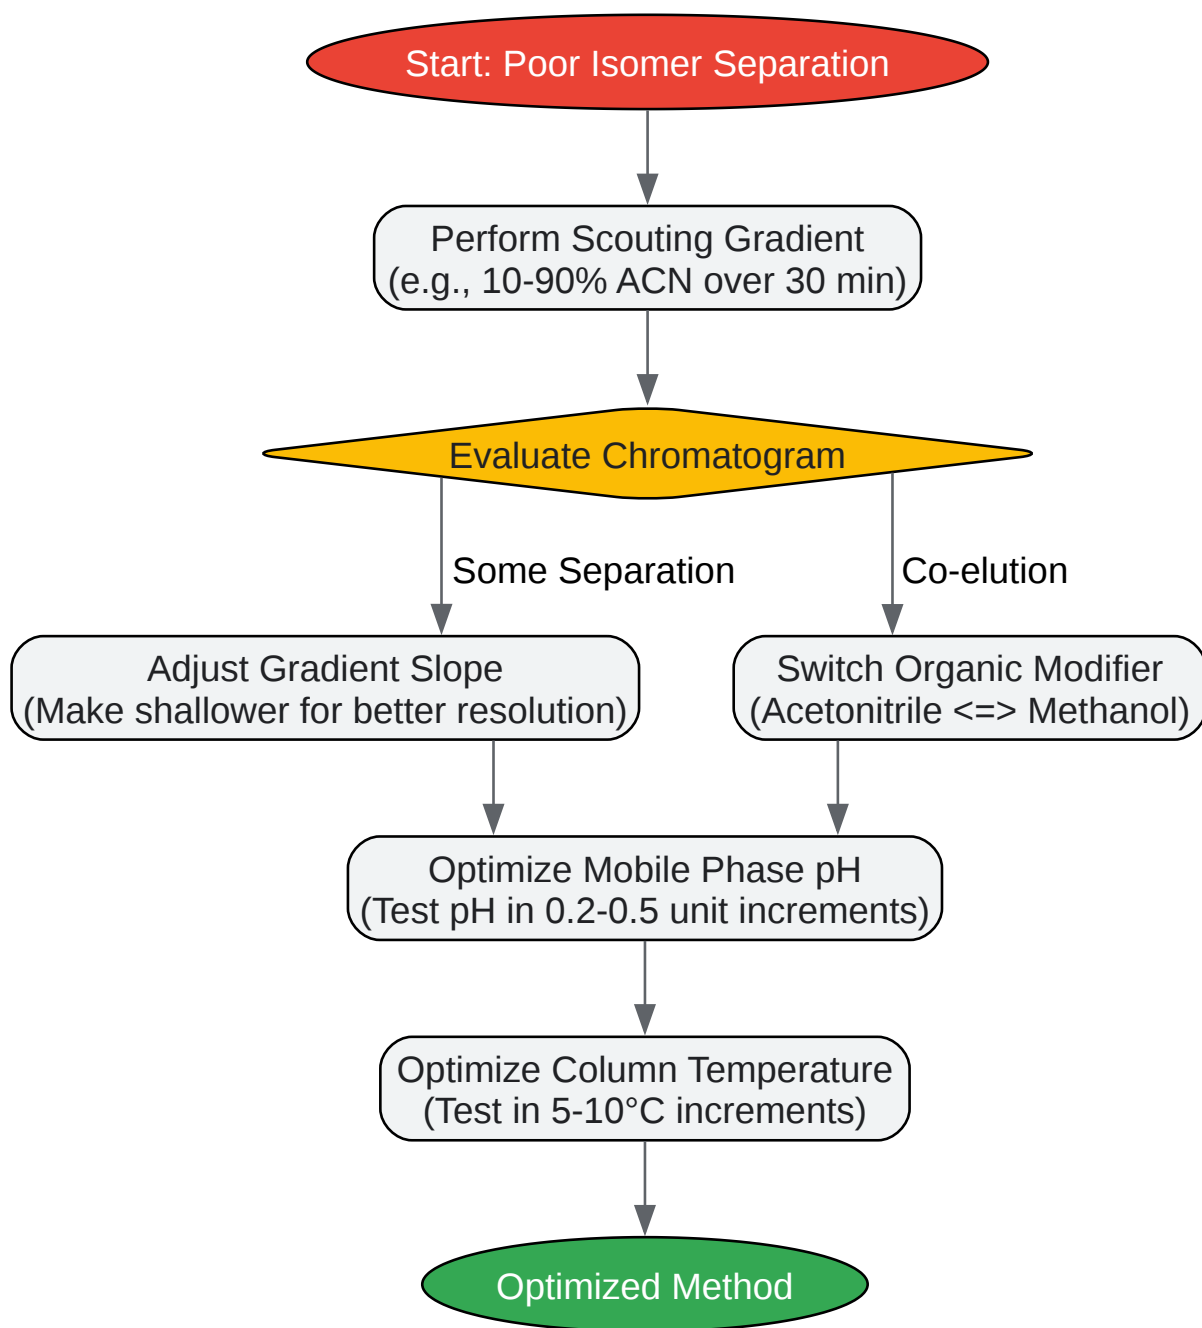 Start: Poor Isomer Separation
Perform Scouting Gradient
(e.g., 10-90% ACN over 30 min)
Evaluate Chromatogram
Some Separation
Co-elution
Adjust Gradient Slope
(Make shallower for better resolution)
Switch Organic Modifier
(Acetonitrile <=> Methanol)
Optimize Mobile Phase pH
(Test pH in 0.2-0.5 unit increments)
Optimize Column Temperature
(Test in 5-10°C increments)
Optimized Method